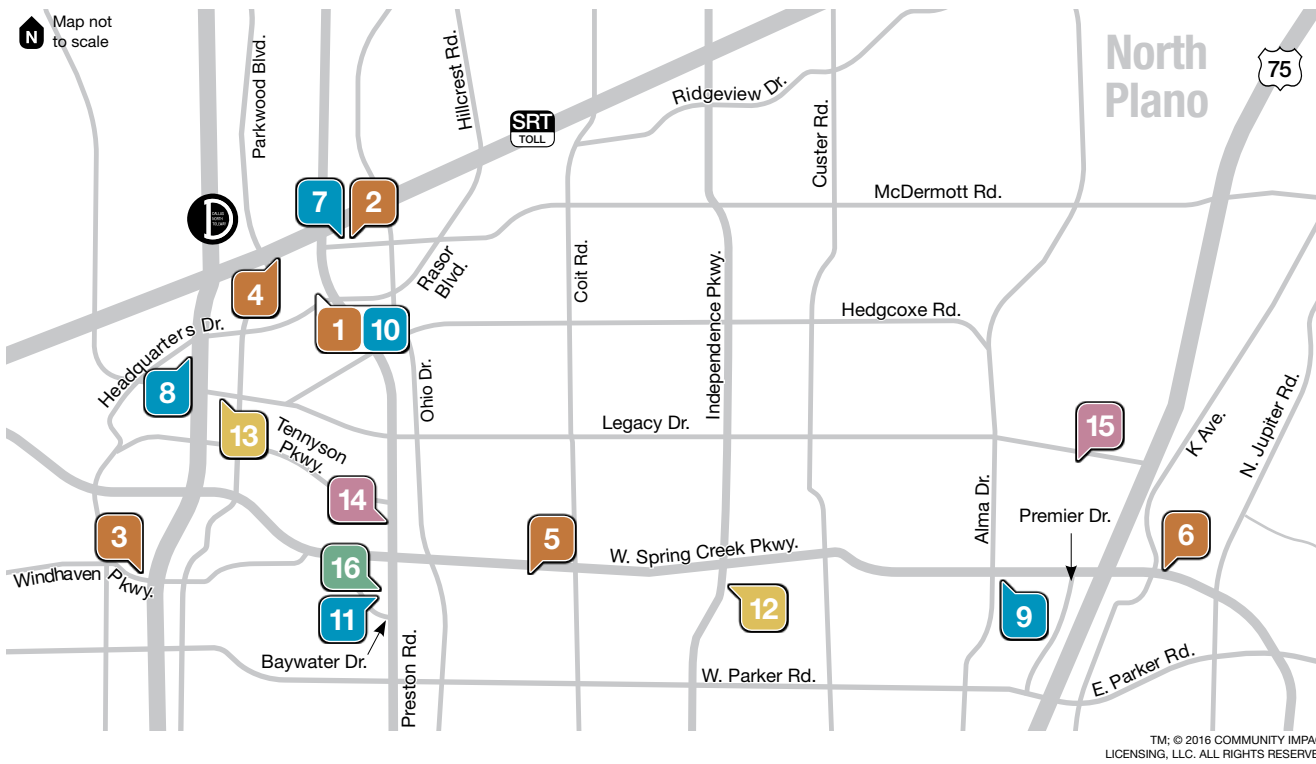 N
Map not
to scale
Parkwood Blvd.
Hillcrest Rd.
SRT
TOLL
Ridgeview Dr.
Custer Rd.
North
Plano
75
McDermott Rd.
7
2
D
DALLAS
NORTH
TOLLWAY
4
Rasor
Blvd.
Coit Rd.
Independence Pkwy.
Headquarters Dr.
1
10
Hedgcoxe Rd.
8
Ohio Dr.
13
Tennyson
Pkwy.
Legacy Dr.
15
K Ave.
N. Jupiter Rd.
14
3
5
W. Spring Creek Pkwy.
Alma Dr.
Premier Dr.
6
Windhaven
Pkwy.
16
11
12
9
Baywater Dr.
Preston Rd.
W. Parker Rd.
E. Parker Rd.
TM; © 2016 COMMUNITY IMPAC
LICENSING, LLC. ALL RIGHTS RESERVE